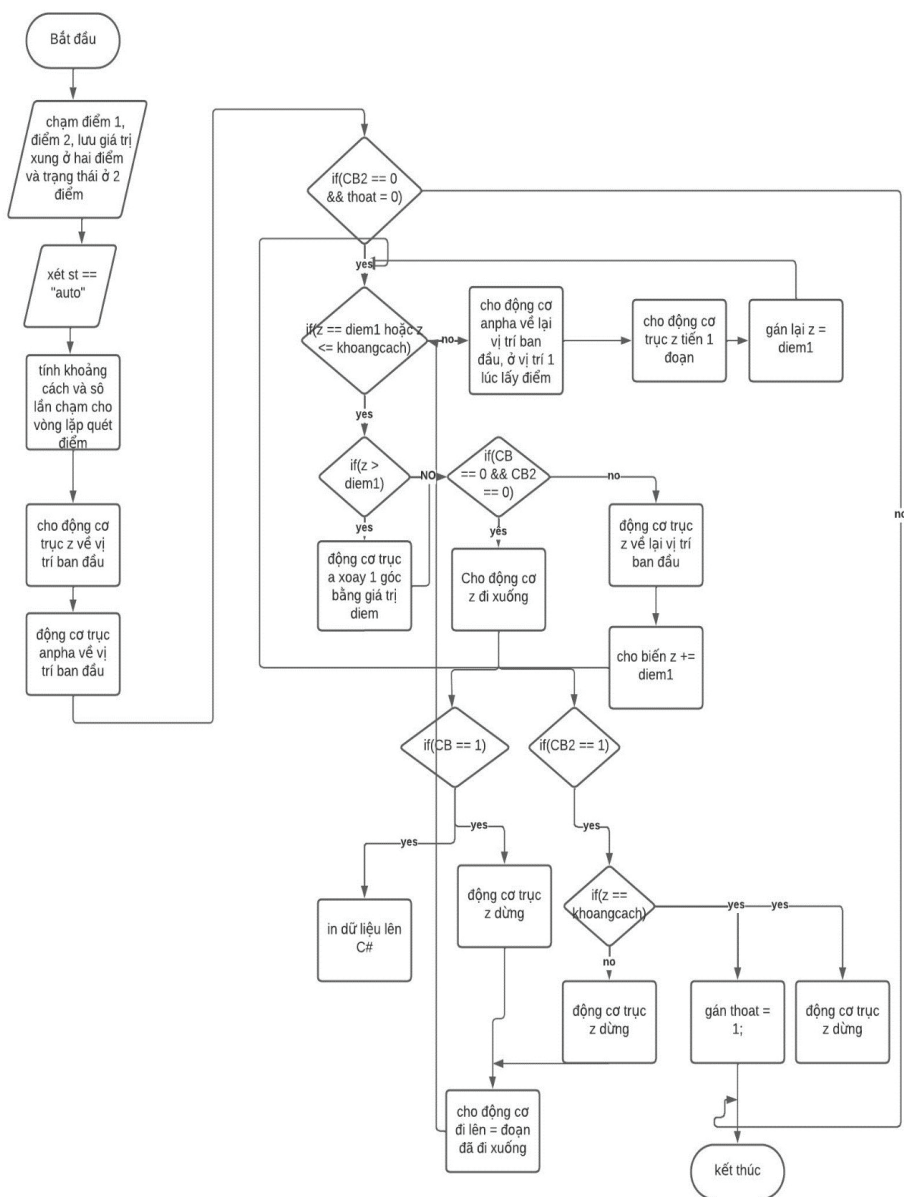 Bắt đầu
chạm điểm 1,
điểm 2, lưu giá trị
xung ở hai điểm
và trạng thái ở 2
điểm
xét st ==
"auto"
tính khoảng
cách và sô
lần chạm cho
vòng lặp quét
điểm
cho động cơ
trục z về vị
trí ban đầu
động cơ trục
anpha về vị
trí ban đầu
if(CB2 == 0
&& thoat = 0)
yes
if(z == diem1 hoặc z
<= khoangcach)
no
cho động cơ
anpha về lại
vị trí ban
đầu, ở vị trí 1
lúc lấy điểm
cho động cơ
trục z tiến 1
đoạn
gán lại z =
diem1
yes
if(z >
diem1)
NO
if(CB
== 0 && CB2
== 0)
no
yes
động cơ trục
a xoay 1 góc
bằng giá trị
diem
yes
Cho động cơ
z đi xuống
động cơ trục
z về lại vị trí
ban đầu
no
cho biến z +=
diem1
if(CB == 1)
if(CB2 == 1)
yes
yes
yes
in dữ liệu lên
C#
động cơ trục
z dừng
if(z ==
khoangcach)
yes
yes
no
động cơ trục
z dừng
gán thoat =
1;
động cơ trục
z dừng
cho động cơ
đi lên = đoạn
đã đi xuống
kết thúc